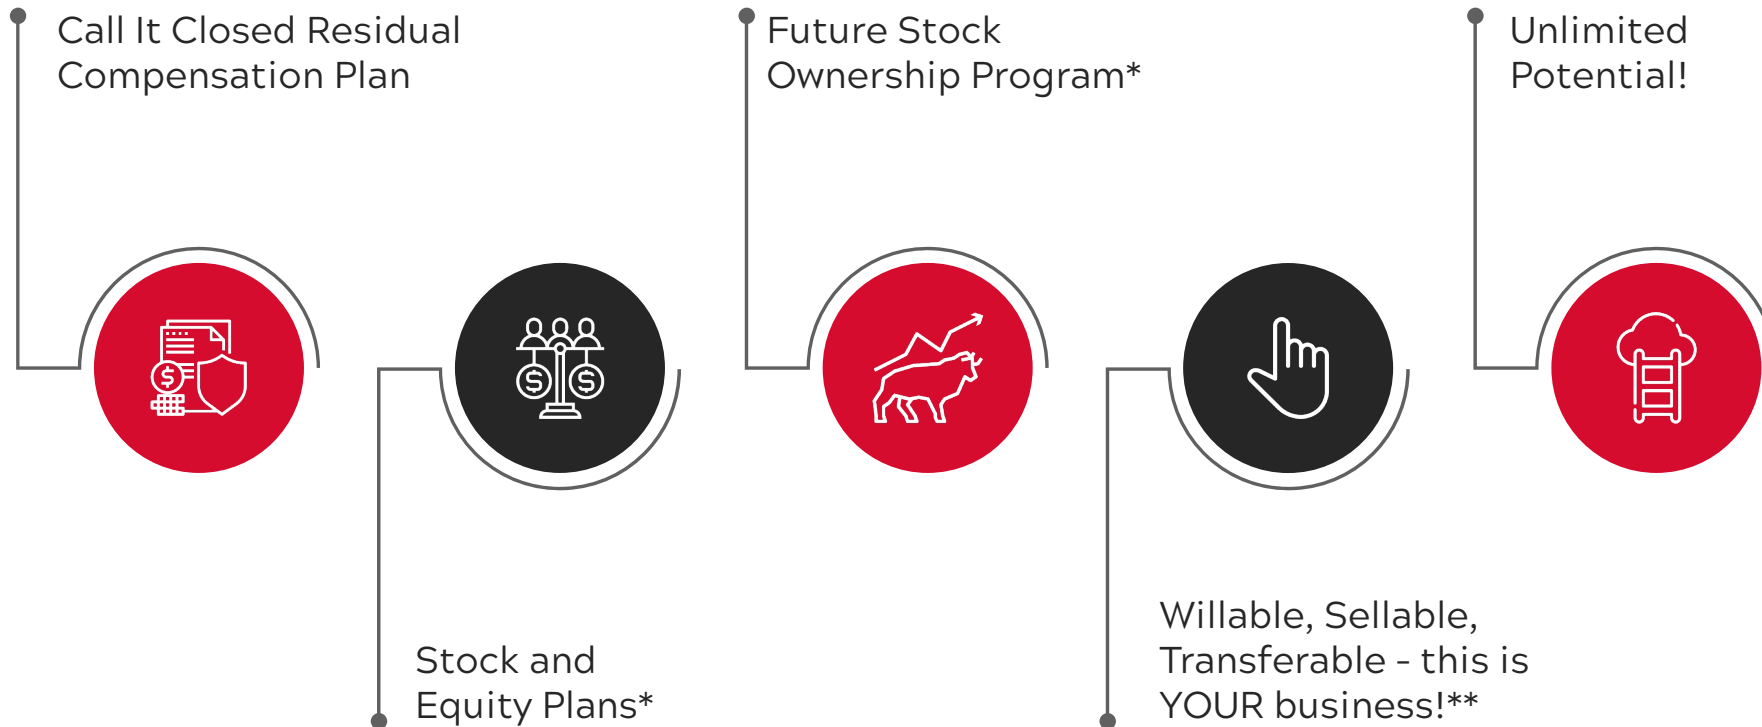 Call It Closed Residual
Compensation Plan
Stock and
Equity Plans*
Future Stock
Ownership Program*
Willable, Sellable,
Transferable - this is
YOUR business!**
Unlimited
Potential!